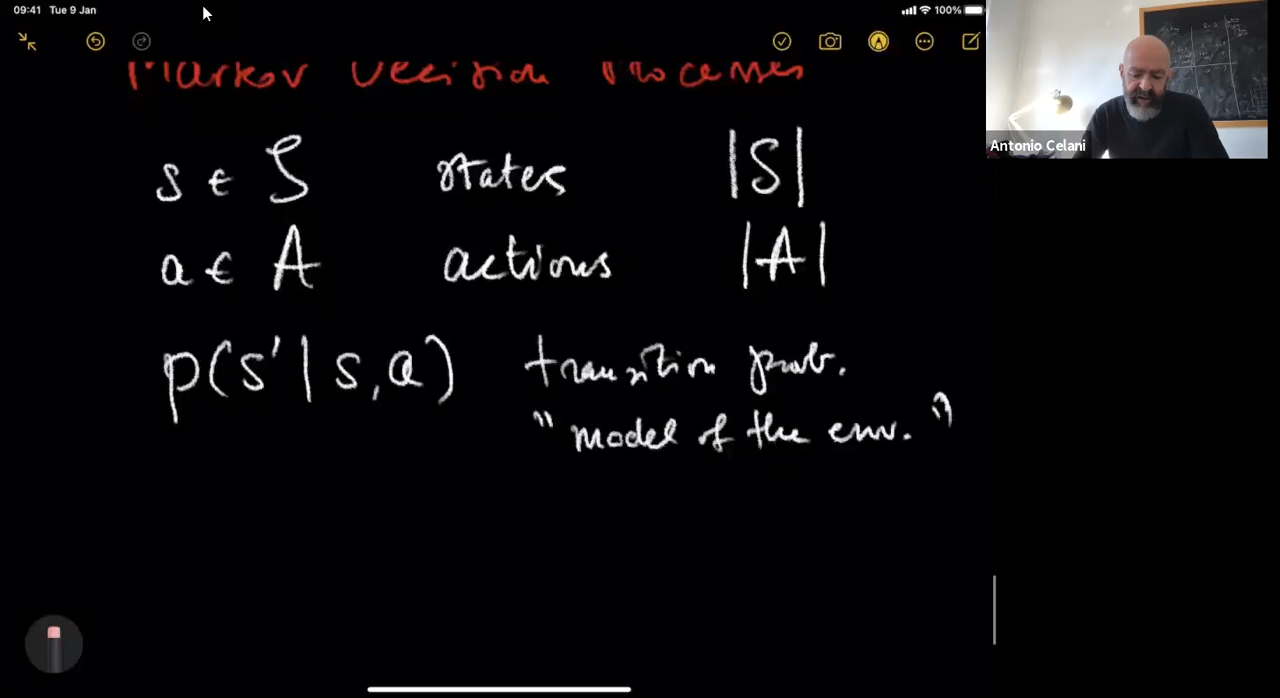 09:41 Tue 9 Jan 100%
Markov Decision Processes
s ∈ S states |S|
a ∈ A actions |A|
p(s'|s,a) transition prob.
"model of the env."
Antonio Celani